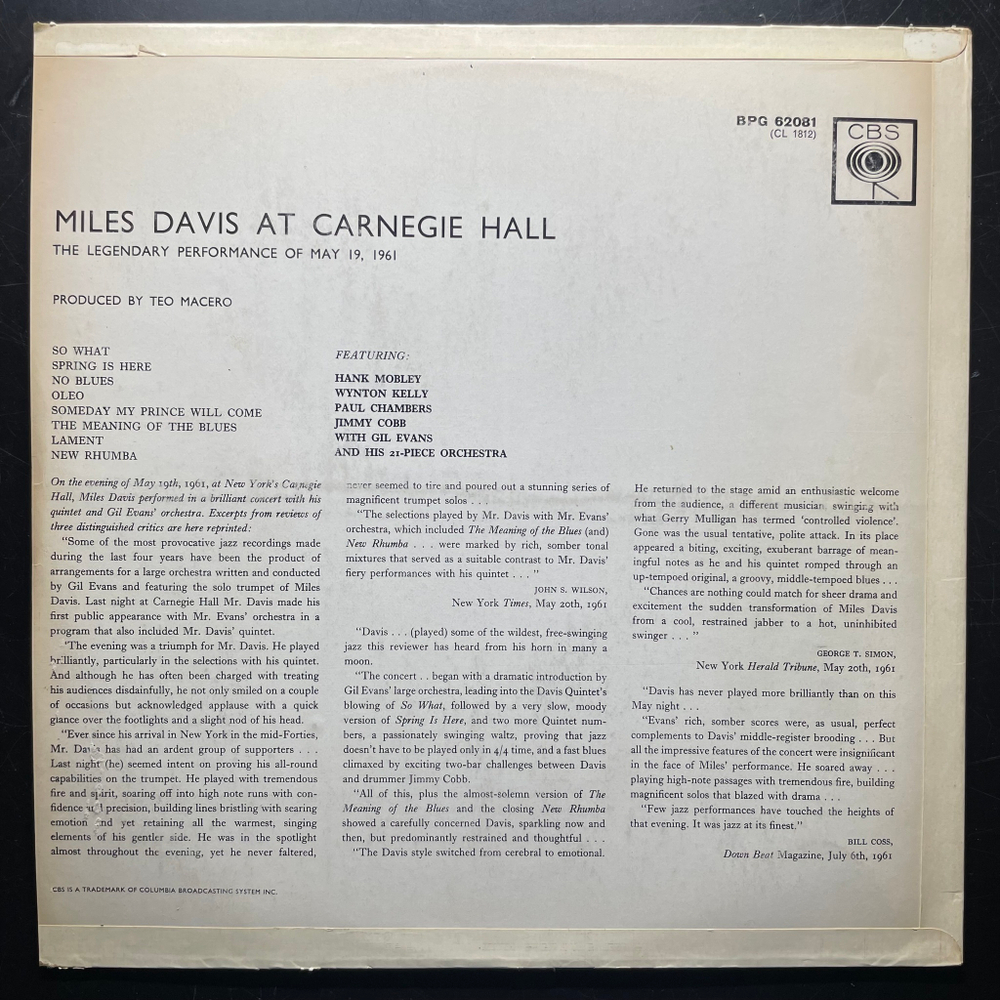 BPG 62081
(CL 1812)
CBS
MILES DAVIS AT CARNEGIE HALL
THE LEGENDARY PERFORMANCE OF MAY 19, 1961
PRODUCED BY TEO MACERO
SO WHAT
SPRING IS HERE
NO BLUES
OLEO
SOMEDAY MY PRINCE WILL COME
THE MEANING OF THE BLUES
LAMENT
NEW RHUMBA
FEATURING:
HANK MOBLEY
WYNTON KELLY
PAUL CHAMBERS
JIMMY COBB
WITH GIL EVANS
AND HIS 21-PIECE ORCHESTRA
On the evening of May 19th, 1961, at New York's Carnegie
Hall, Miles Davis performed in a brilliant concert with his
quintet and Gil Evans' orchestra. Excerpts from reviews of
three distinguished critics are here reprinted:
"Some of the most provocative jazz recordings made
during the last four years have been the product of
arrangements for a large orchestra written and conducted
by Gil Evans and featuring the solo trumpet of Miles
Davis. Last night at Carnegie Hall Mr. Davis made his
first public appearance with Mr. Evans' orchestra in a
program that also included Mr. Davis' quintet.
"The evening was a triumph for Mr. Davis. He played
brilliantly, particularly in the selections with his quintet.
And although he has often been charged with treating
his audiences disdainfully, he not only smiled on a couple
of occasions but acknowledged applause with a quick
glance over the footlights and a slight nod of his head.
"Ever since his arrival in New York in the mid-Forties,
Mr. Davis has had an ardent group of supporters . . .
Last night (he) seemed intent on proving his all-round
capabilities on the trumpet. He played with tremendous
fire and spirit, soaring off into high note runs with con-
fidence and precision, building lines bristling with searing
emotion and yet retaining all the warmest, singing
elements of his gentler side. He was in the spotlight
almost throughout the evening, yet he never faltered,
never seemed to tire and poured out a stunning series of
magnificent trumpet solos . . .
"The selections played by Mr. Davis with Mr. Evans'
orchestra, which included The Meaning of the Blues (and)
New Rhumba . . . were marked by rich, somber tonal
mixtures that served as a suitable contrast to Mr. Davis'
fiery performances with his quintet . . . "
JOHN S. WILSON,
New York Times, May 20th, 1961
"Davis . . . (played) some of the wildest, free-swinging
jazz this reviewer has heard from his horn in many a
moon.
"The concert . . began with a dramatic introduction by
Gil Evans' large orchestra, leading into the Davis Quintet's
blowing of So What, followed by a very slow, moody
version of Spring Is Here, and two more Quintet num-
bers, a passionately swinging waltz, proving that jazz
doesn't have to be played only in 4/4 time, and a fast blues
climaxed by exciting two-bar challenges between Davis
and drummer Jimmy Cobb.
"All of this, plus the almost-solemn version of The
Meaning of the Blues and the closing New Rhumba
showed a carefully concerned Davis, sparkling now and
then, but predominantly restrained and thoughtful . . .
"The Davis style switched from cerebral to emotional.
He returned to the stage amid an enthusiastic welcome
from the audience, a different musician, swinging with
what Gerry Mulligan has termed 'controlled violence'.
Gone was the usual tentative, polite attack. In its place
appeared a biting, exciting, exuberant barrage of mean-
ingful notes as he and his quintet romped through an
up-tempoed original, a groovy, middle-tempoed blues . . .
"Chances are nothing could match for sheer drama and
excitement the sudden transformation of Miles Davis
from a cool, restrained jabber to a hot, uninhibited
swinger . . . "
GEORGE T. SIMON,
New York Herald Tribune, May 20th, 1961
"Davis has never played more brilliantly than on this
May night . . .
"Evans' rich, somber scores were, as usual, perfect
complements to Davis' middle-register brooding . . . But
all the impressive features of the concert were insignificant
in the face of Miles' performance. He soared away . . .
playing high-note passages with tremendous fire, building
magnificent solos that blazed with drama . . .
"Few jazz performances have touched the heights of
that evening. It was jazz at its finest."
BILL COSS,
Down Beat Magazine, July 6th, 1961
CBS IS A TRADEMARK OF COLUMBIA BROADCASTING SYSTEM INC.